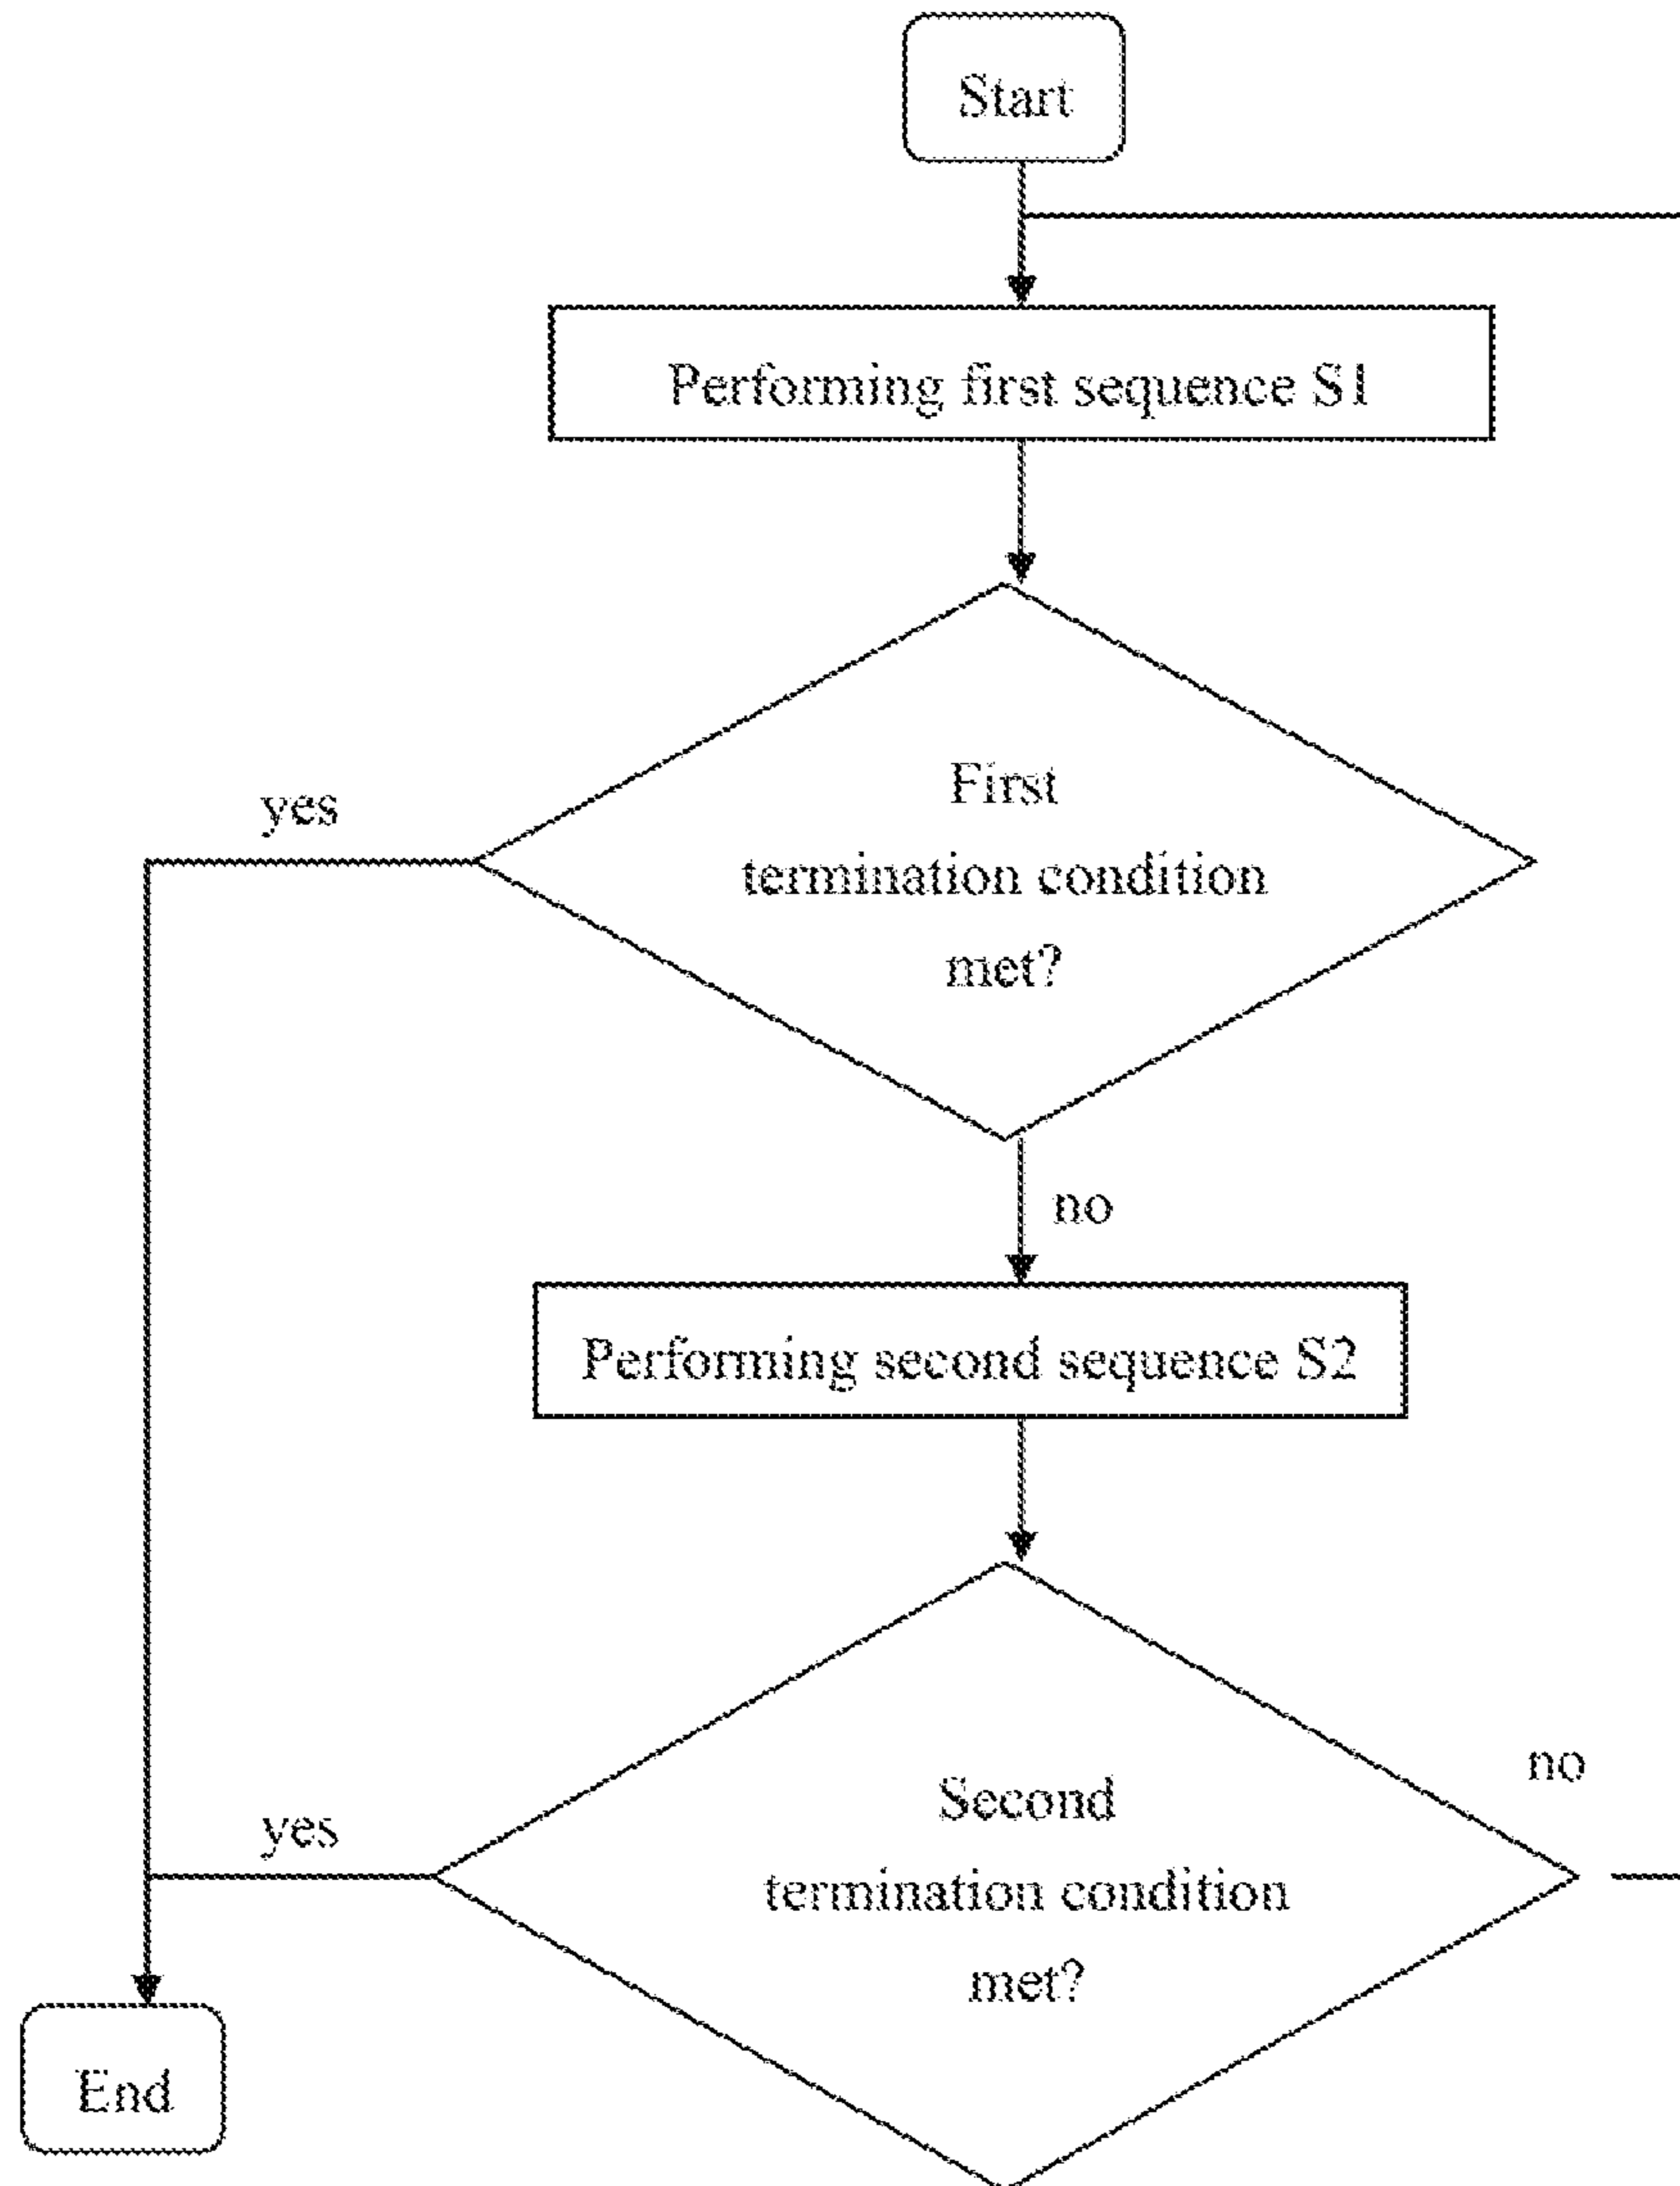 Start
Performing first sequence S1
First
termination condition
met?
yes
no
Performing second sequence S2
Second
termination condition
met?
yes
no
End